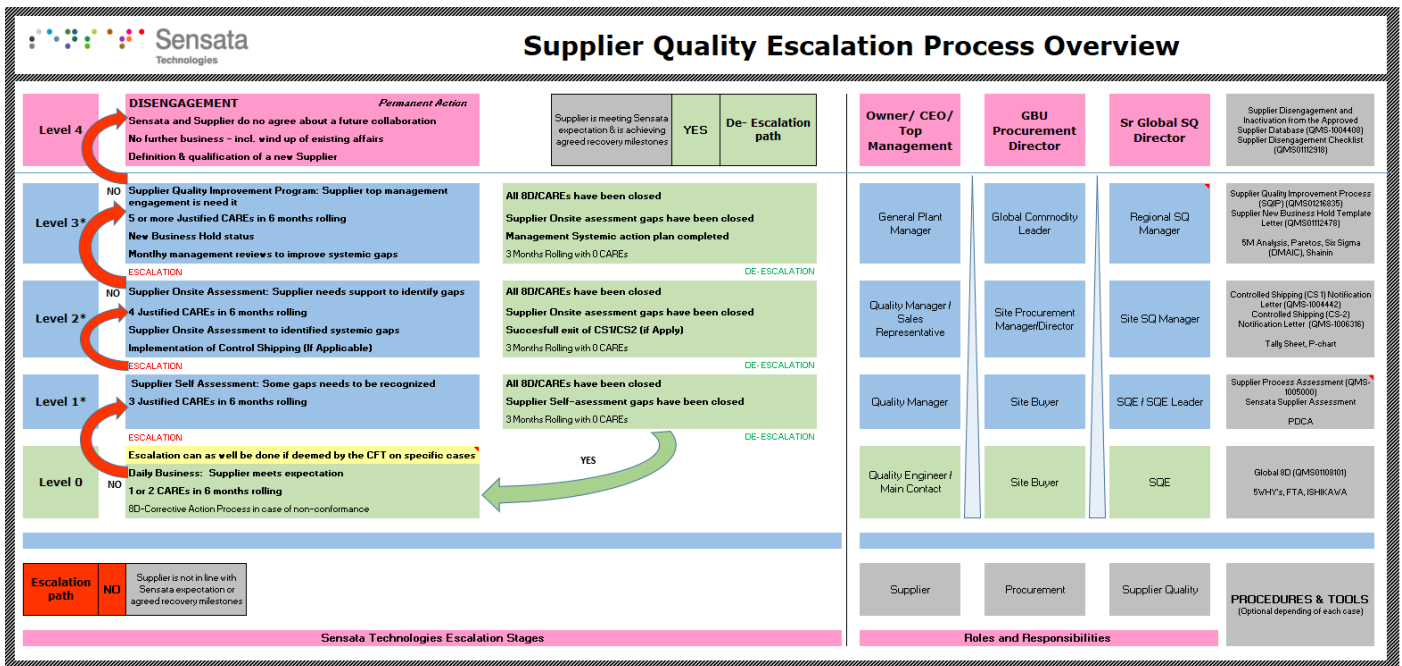 Sensata
Technologies
Supplier Quality Escalation Process Overview
Level 4
DISENGAGEMENT
Permanent Action
Sensata and Supplier do no agree about a future collaboration
No further business - incl. wind up of existing affairs
Definition & qualification of a new Supplier
Supplier is meeting Sensata
expectation & is achieving
agreed recovery milestones
YES
De- Escalation
path
Owner/ CEO/
Top
Management
GBU
Procurement
Director
Sr Global SQ
Director
Supplier Disengagement and
Inactivation from the Approved
Supplier Database (QMS-1004408)
Supplier Disengagement Checklist
(QMS01112918)
Level 3*
NO
Supplier Quality Improvement Program: Supplier top management
engagement is need it
5 or more Justified CAREs in 6 months rolling
New Business Hold status
Montlhy management reviews to improve systemic gaps
ESCALATION
All 8D/CAREs have been closed
Supplier Onsite asessment gaps have been closed
Management Systemic action plan completed
3 Months Rolling with 0 CAREs
DE- ESCALATION
General Plant
Manager
Global Commodity
Leader
Regional SQ
Manager
Supplier Quality Improvement Process
(SQIP) (QMS01216835)
Supplier New Business Hold Template
Letter (QMS01112478)
5M Analysis, Paretos, Six Sigma
(DMAIC), Shainin
Level 2*
NO
Supplier Onsite Assessment: Supplier needs support to identify gaps
4 Justified CAREs in 6 months rolling
Supplier Onsite Assessment to identified systemic gaps
Implementation of Control Shipping (If Applicable)
ESCALATION
All 8D/CAREs have been closed
Supplier Onsite asessment gaps have been closed
Succesfull exit of CS1/CS2 (if Apply)
3 Months Rolling with 0 CAREs
DE- ESCALATION
Quality Manager /
Sales
Representative
Site Procurement
Manager/Director
Site SQ Manager
Controlled Shipping (CS 1) Notification
Letter (QMS-1004442)
Controlled Shipping (CS-2)
Notification Letter (QMS-1006316)
Tally Sheet, P-chart
Level 1*
Supplier Self Assessment: Some gaps needs to be recognized
3 Justified CAREs in 6 months rolling
ESCALATION
All 8D/CAREs have been closed
Supplier Self-assessment gaps have been closed
3 Months Rolling with 0 CAREs
DE- ESCALATION
Quality Manager
Site Buyer
SQE / SQE Leader
Supplier Process Assessment (QMS-
1005000)
Sensata Supplier Assessment
PDCA
Level 0
NO
Escalation can as well be done if deemed by the CFT on specific cases
Daily Business: Supplier meets expectation
1 or 2 CAREs in 6 months rolling
8D-Corrective Action Process in case of non-conformance
YES
Quality Engineer /
Main Contact
Site Buyer
SQE
Global 8D (QMS01108101)
5WHY's, FTA, ISHIKAWA
Escalation
path
NO
Supplier is not in line with
Sensata expectation or
agreed recovery milestones
Supplier
Procurement
Supplier Quality
PROCEDURES & TOOLS
(Optional depending of each case)
Sensata Technologies Escalation Stages
Roles and Responsibilities